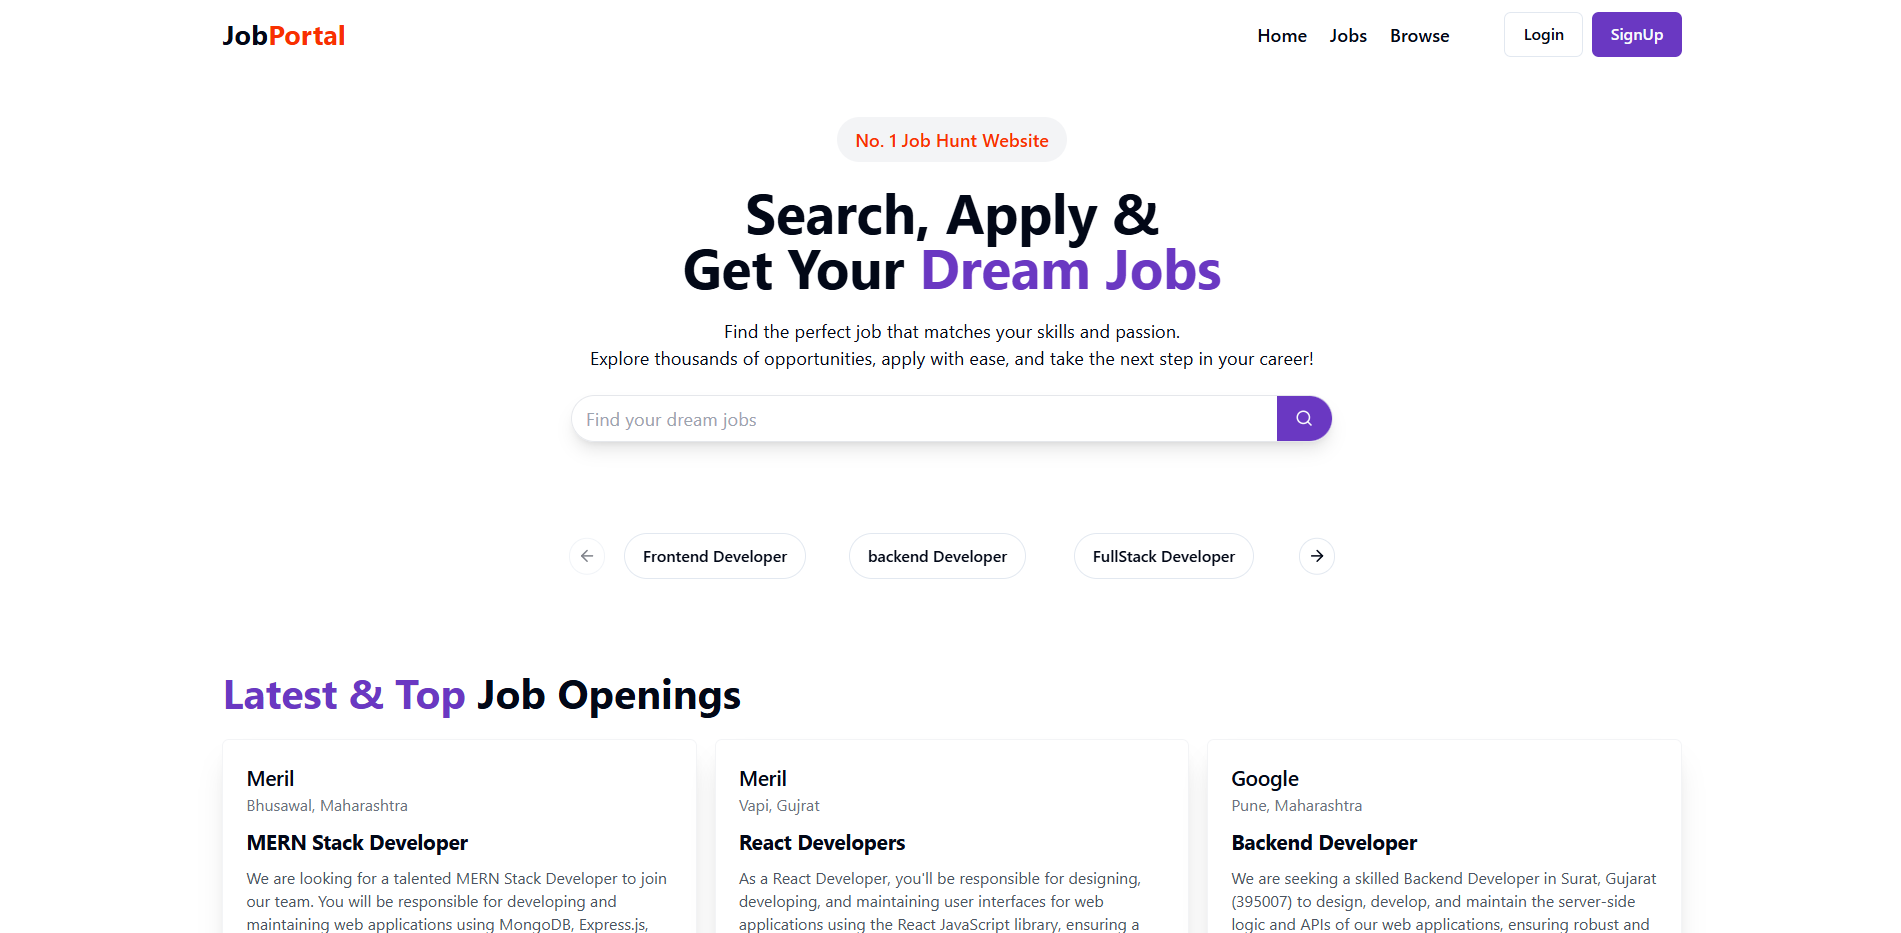 JobPortal
Home Jobs Browse Login SignUp
No. 1 Job Hunt Website
Search, Apply &
Get Your Dream Jobs
Find the perfect job that matches your skills and passion.
Explore thousands of opportunities, apply with ease, and take the next step in your career!
Find your dream jobs
Frontend Developer backend Developer FullStack Developer
Latest & Top Job Openings
Meril
Bhusawal, Maharashtra
MERN Stack Developer
We are looking for a talented MERN Stack Developer to join
our team. You will be responsible for developing and
maintaining web applications using MongoDB, Express.js,
Meril
Vapi, Gujrat
React Developers
As a React Developer, you'll be responsible for designing,
developing, and maintaining user interfaces for web
applications using the React JavaScript library, ensuring a
Google
Pune, Maharashtra
Backend Developer
We are seeking a skilled Backend Developer in Surat, Gujarat
(395007) to design, develop, and maintain the server-side
logic and APIs of our web applications, ensuring robust and